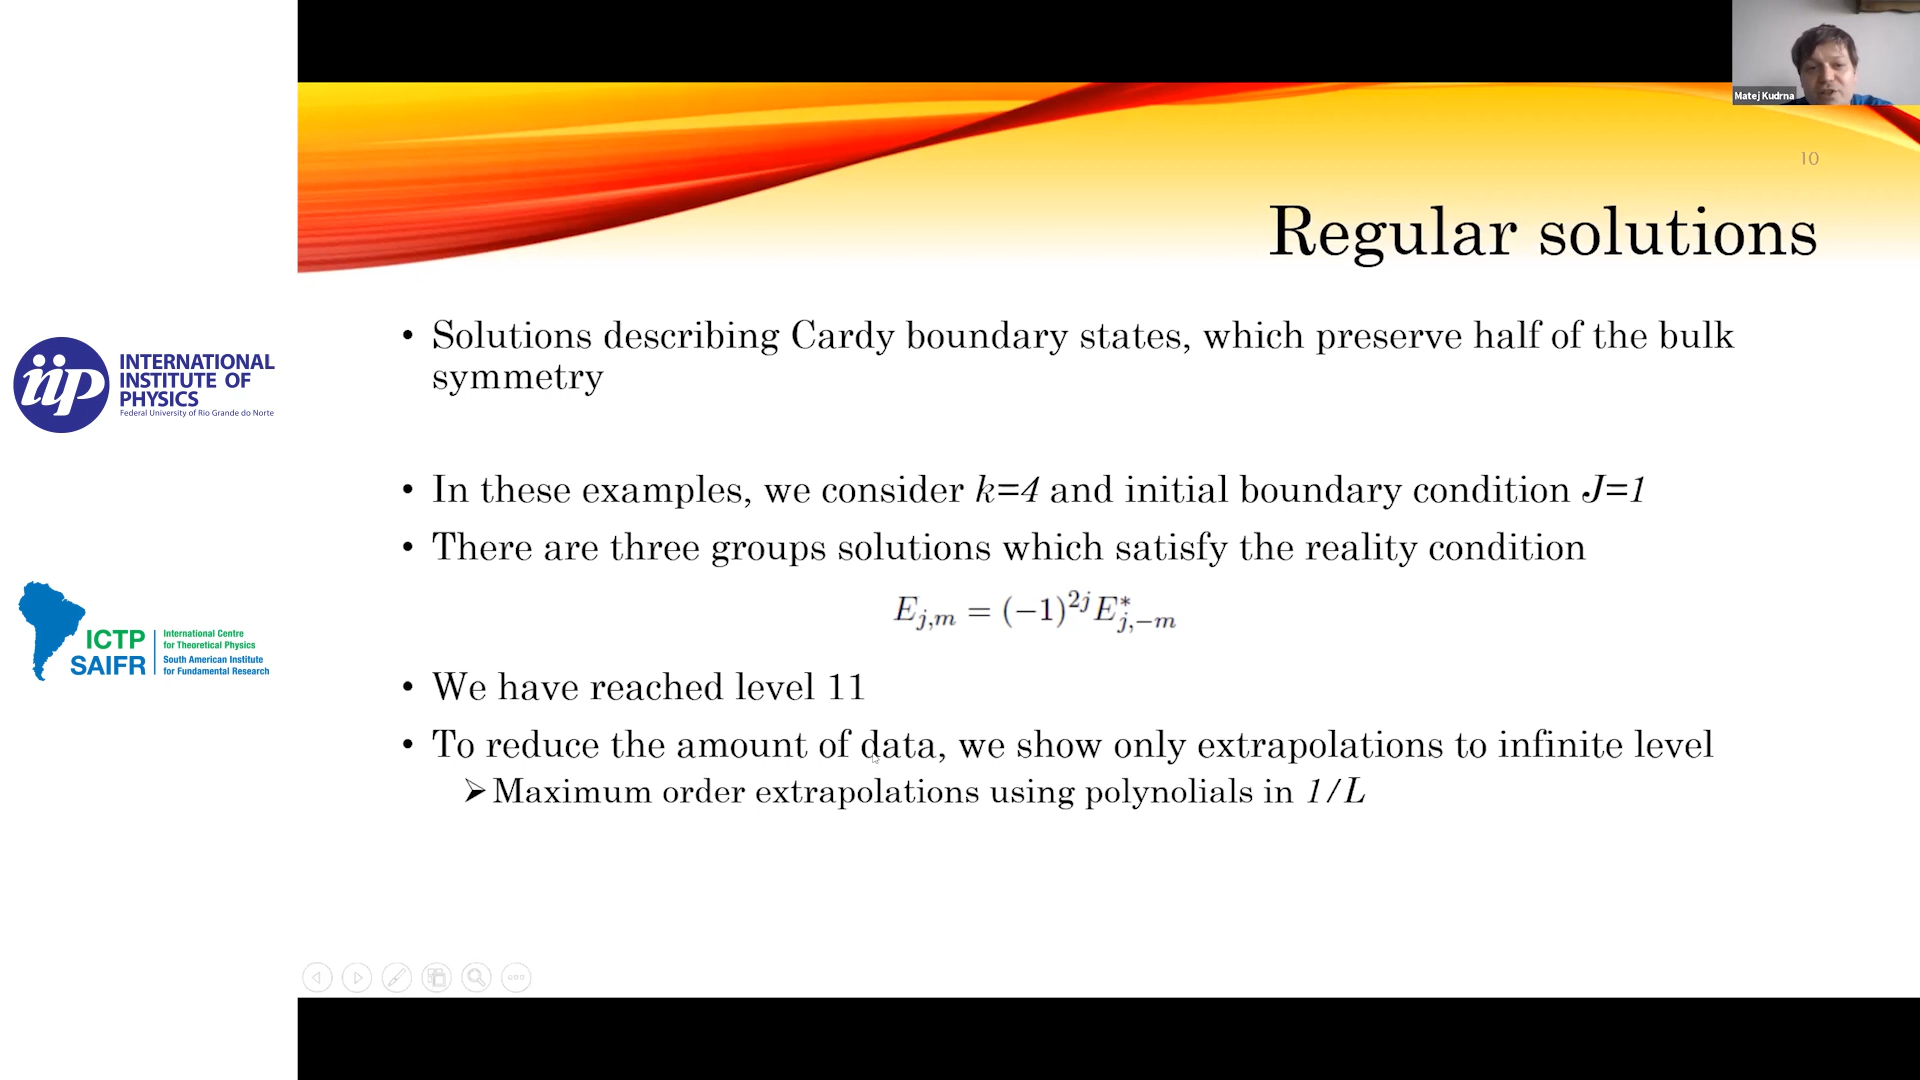 Matej Kudrna
10
Regular solutions
• Solutions describing Cardy boundary states, which preserve half of the bulk
symmetry
• In these examples, we consider k=4 and initial boundary condition J=1
• There are three groups solutions which satisfy the reality condition
E_{j,m} = (−1)^{2j} E^*_{j,−m}
• We have reached level 11
• To reduce the amount of data, we show only extrapolations to infinite level
➢ Maximum order extrapolations using polynolials in 1/L
iip
INTERNATIONAL
INSTITUTE OF
PHYSICS
Federal University of Rio Grande do Norte
ICTP
SAIFR
International Centre
for Theoretical Physics
South American Institute
for Fundamental Research